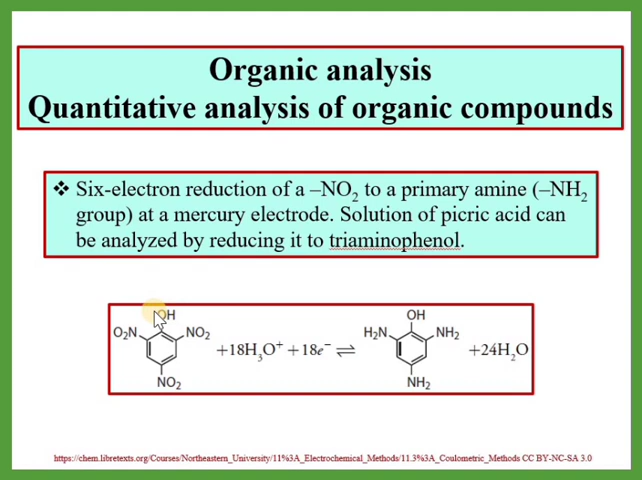 Organic analysis
Quantitative analysis of organic compounds
❖ Six-electron reduction of a –NO₂ to a primary amine (–NH₂
group) at a mercury electrode. Solution of picric acid can
be analyzed by reducing it to triaminophenol.
OH
O₂N NO₂
NO₂
+18H₃O⁺ +18e⁻ ⇌
OH
H₂N NH₂
NH₂
+24H₂O
https://chem.libretexts.org/Courses/Northeastern_University/11%3A_Electrochemical_Methods/11.3%3A_Coulometric_Methods CC BY-NC-SA 3.0